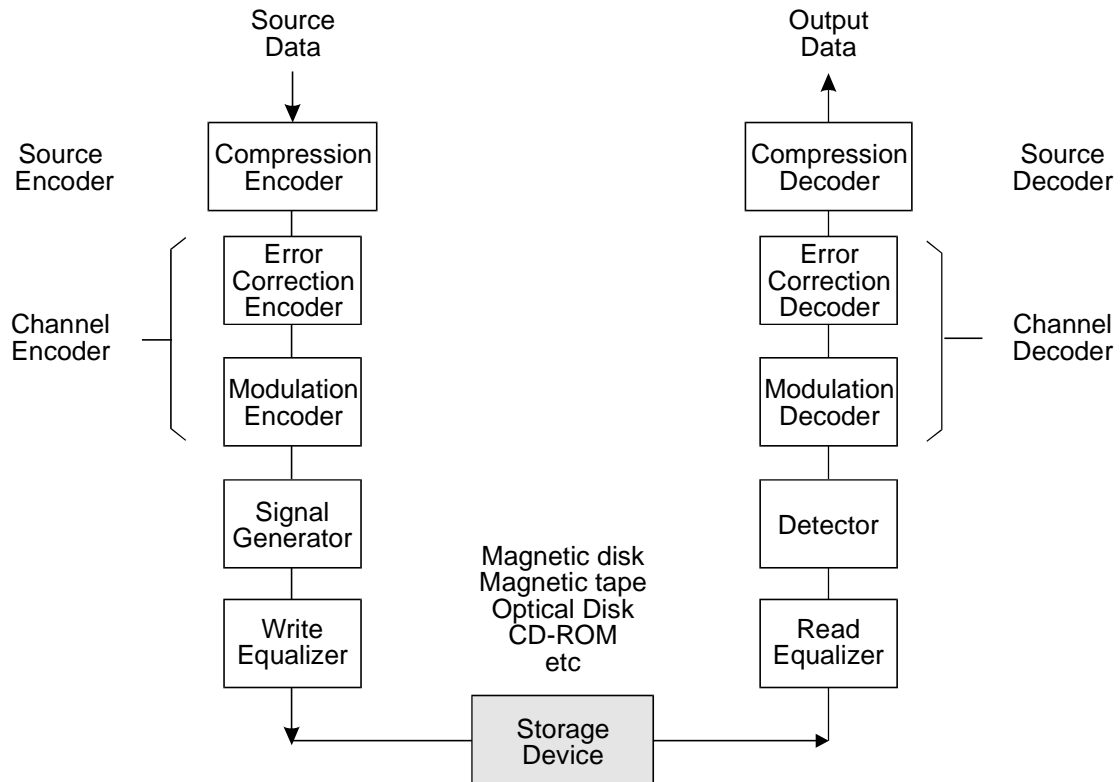 Source
Data
Output
Data
Source
Encoder
Compression
Encoder
Compression
Decoder
Source
Decoder
Channel
Encoder
Error
Correction
Encoder
Error
Correction
Decoder
Channel
Decoder
Modulation
Encoder
Modulation
Decoder
Signal
Generator
Detector
Magnetic disk
Magnetic tape
Optical Disk
CD-ROM
etc
Write
Equalizer
Read
Equalizer
Storage
Device